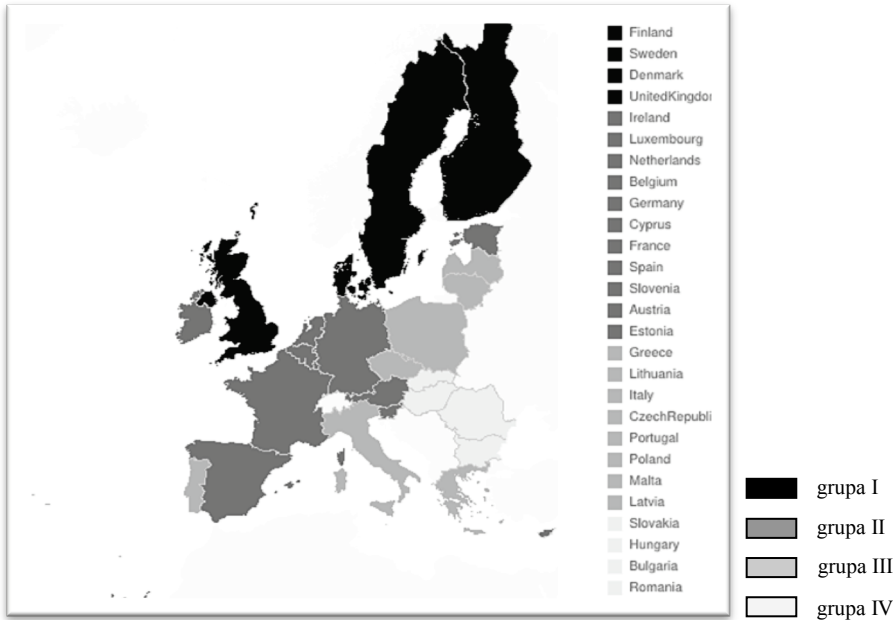 Finland
Sweden
Denmark
UnitedKingdor
Ireland
Luxembourg
Netherlands
Belgium
Germany
Cyprus
France
Spain
Slovenia
Austria
Estonia
Greece
Lithuania
Italy
CzechRepubli
Portugal
Poland
Malta
Latvia
Slovakia
Hungary
Bulgaria
Romania
grupa I
grupa II
grupa III
grupa IV